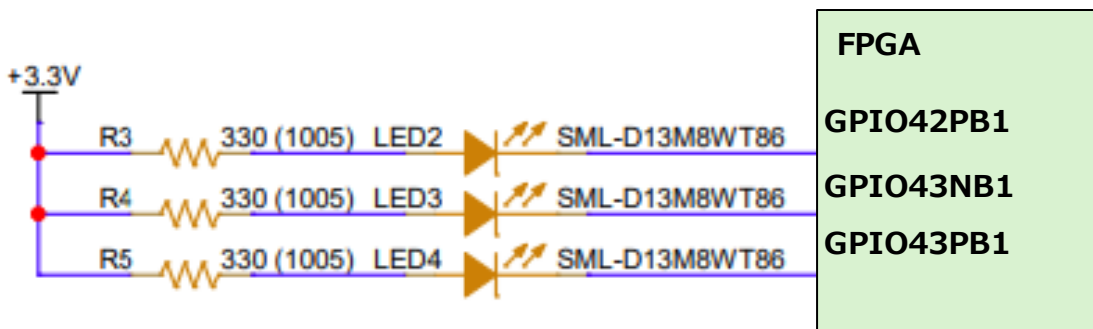 FPGA
+3.3V
R3 330 (1005) LED2 SML-D13M8WT86 GPIO42PB1
R4 330 (1005) LED3 SML-D13M8WT86 GPIO43NB1
R5 330 (1005) LED4 SML-D13M8WT86 GPIO43PB1